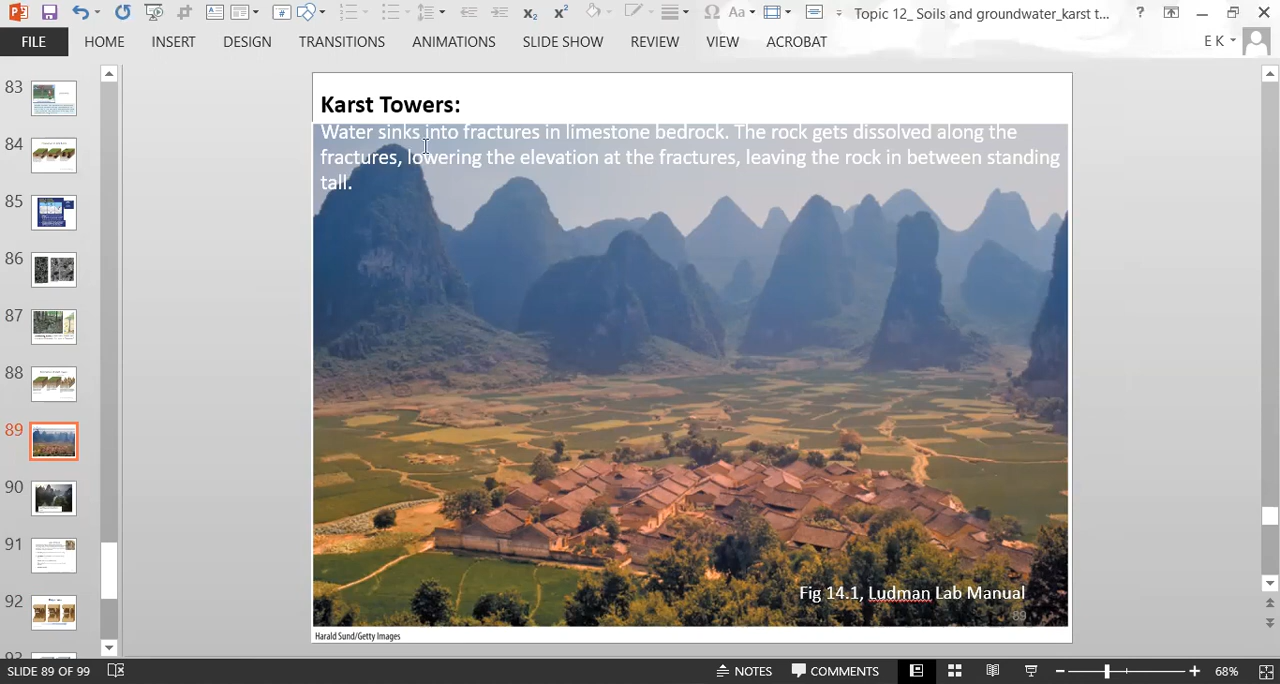 Topic 12_ Soils and groundwater_karst t...
FILE
HOME
INSERT
DESIGN
TRANSITIONS
ANIMATIONS
SLIDE SHOW
REVIEW
VIEW
ACROBAT
E K
83
84
85
86
87
88
89
90
91
92
Karst Towers:
Water sinks into fractures in limestone bedrock. The rock gets dissolved along the
fractures, lowering the elevation at the fractures, leaving the rock in between standing
tall.
Fig 14.1, Ludman Lab Manual
89
Harald Sund/Getty Images
SLIDE 89 OF 99
NOTES
COMMENTS
68%